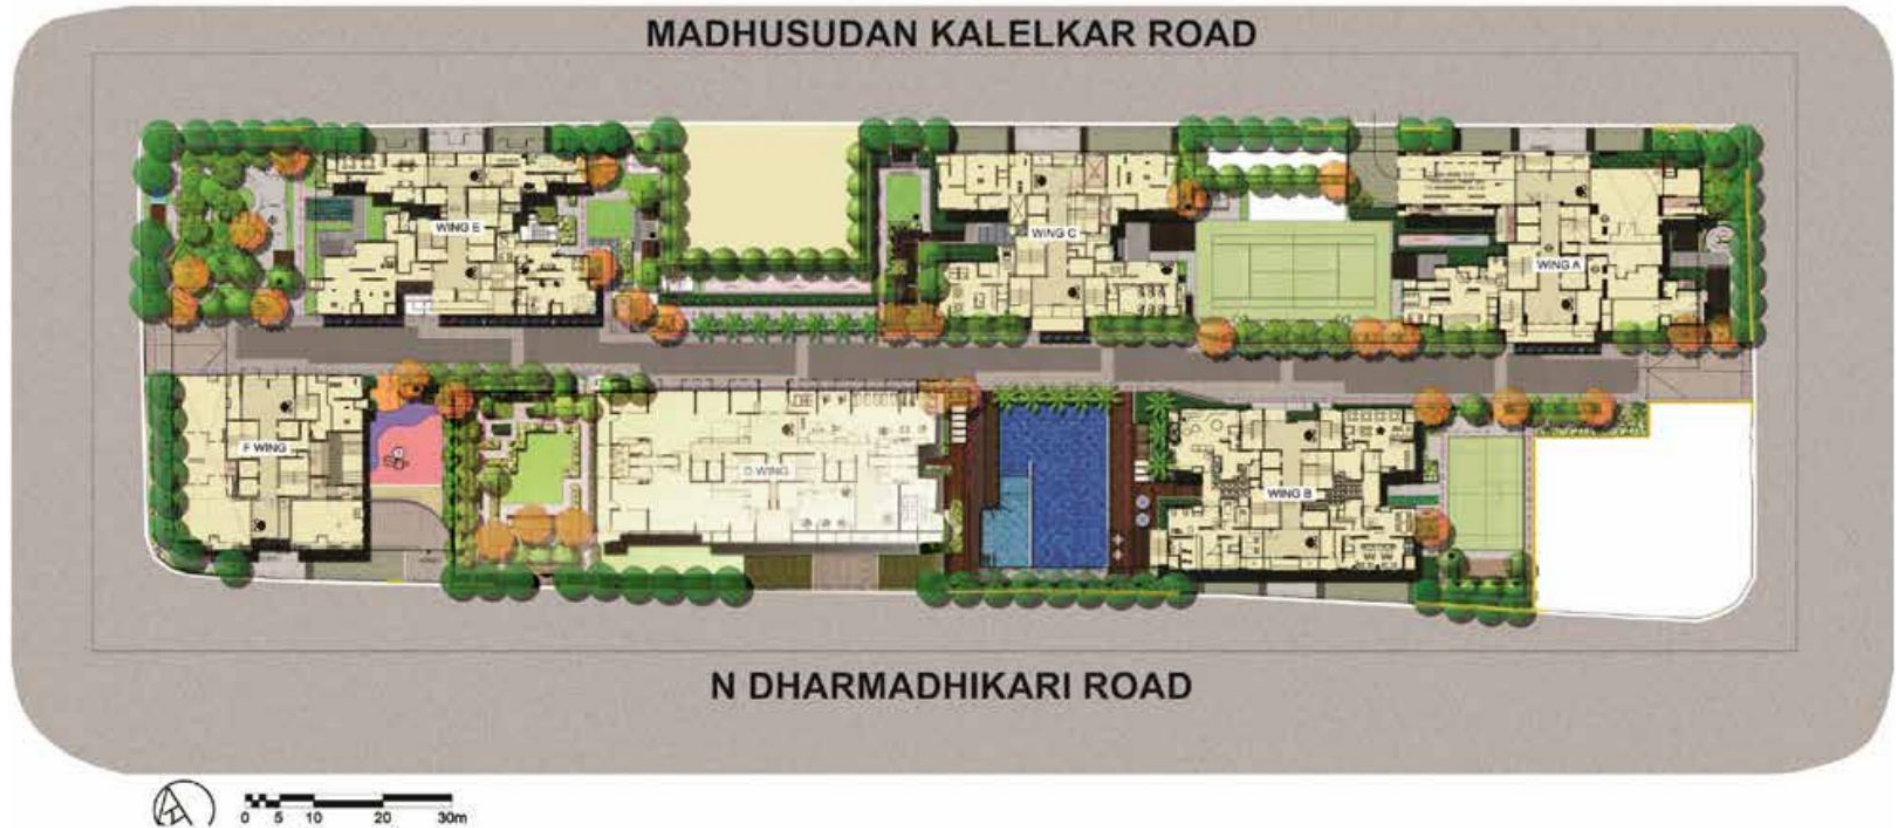 MADHUSUDAN KALELKAR ROAD
WING E
WING C
WING A
F WING
D WING
WING B
N DHARMADHIKARI ROAD
0 5 10 20 30m